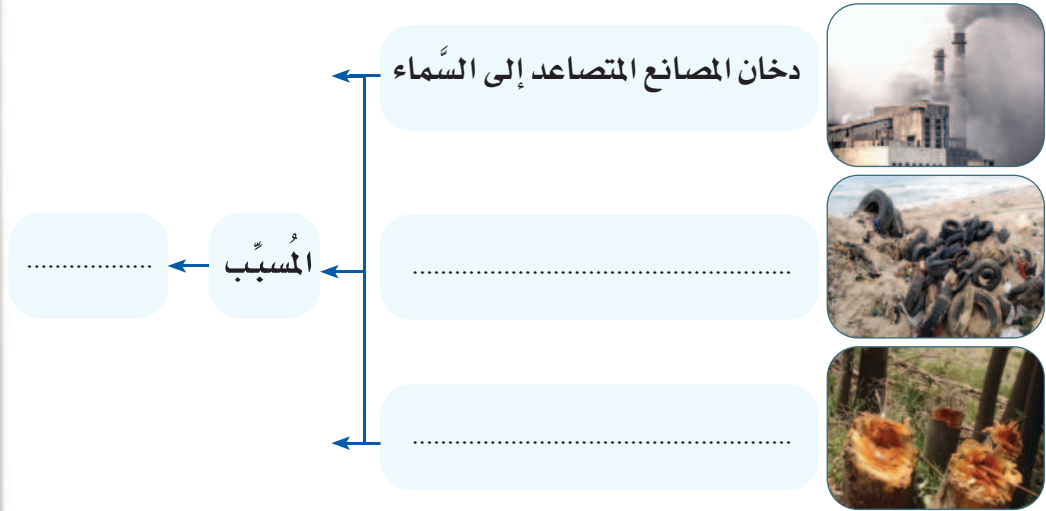 دخان المصانع المتصاعد إلى السَّماء
المُسبِّب